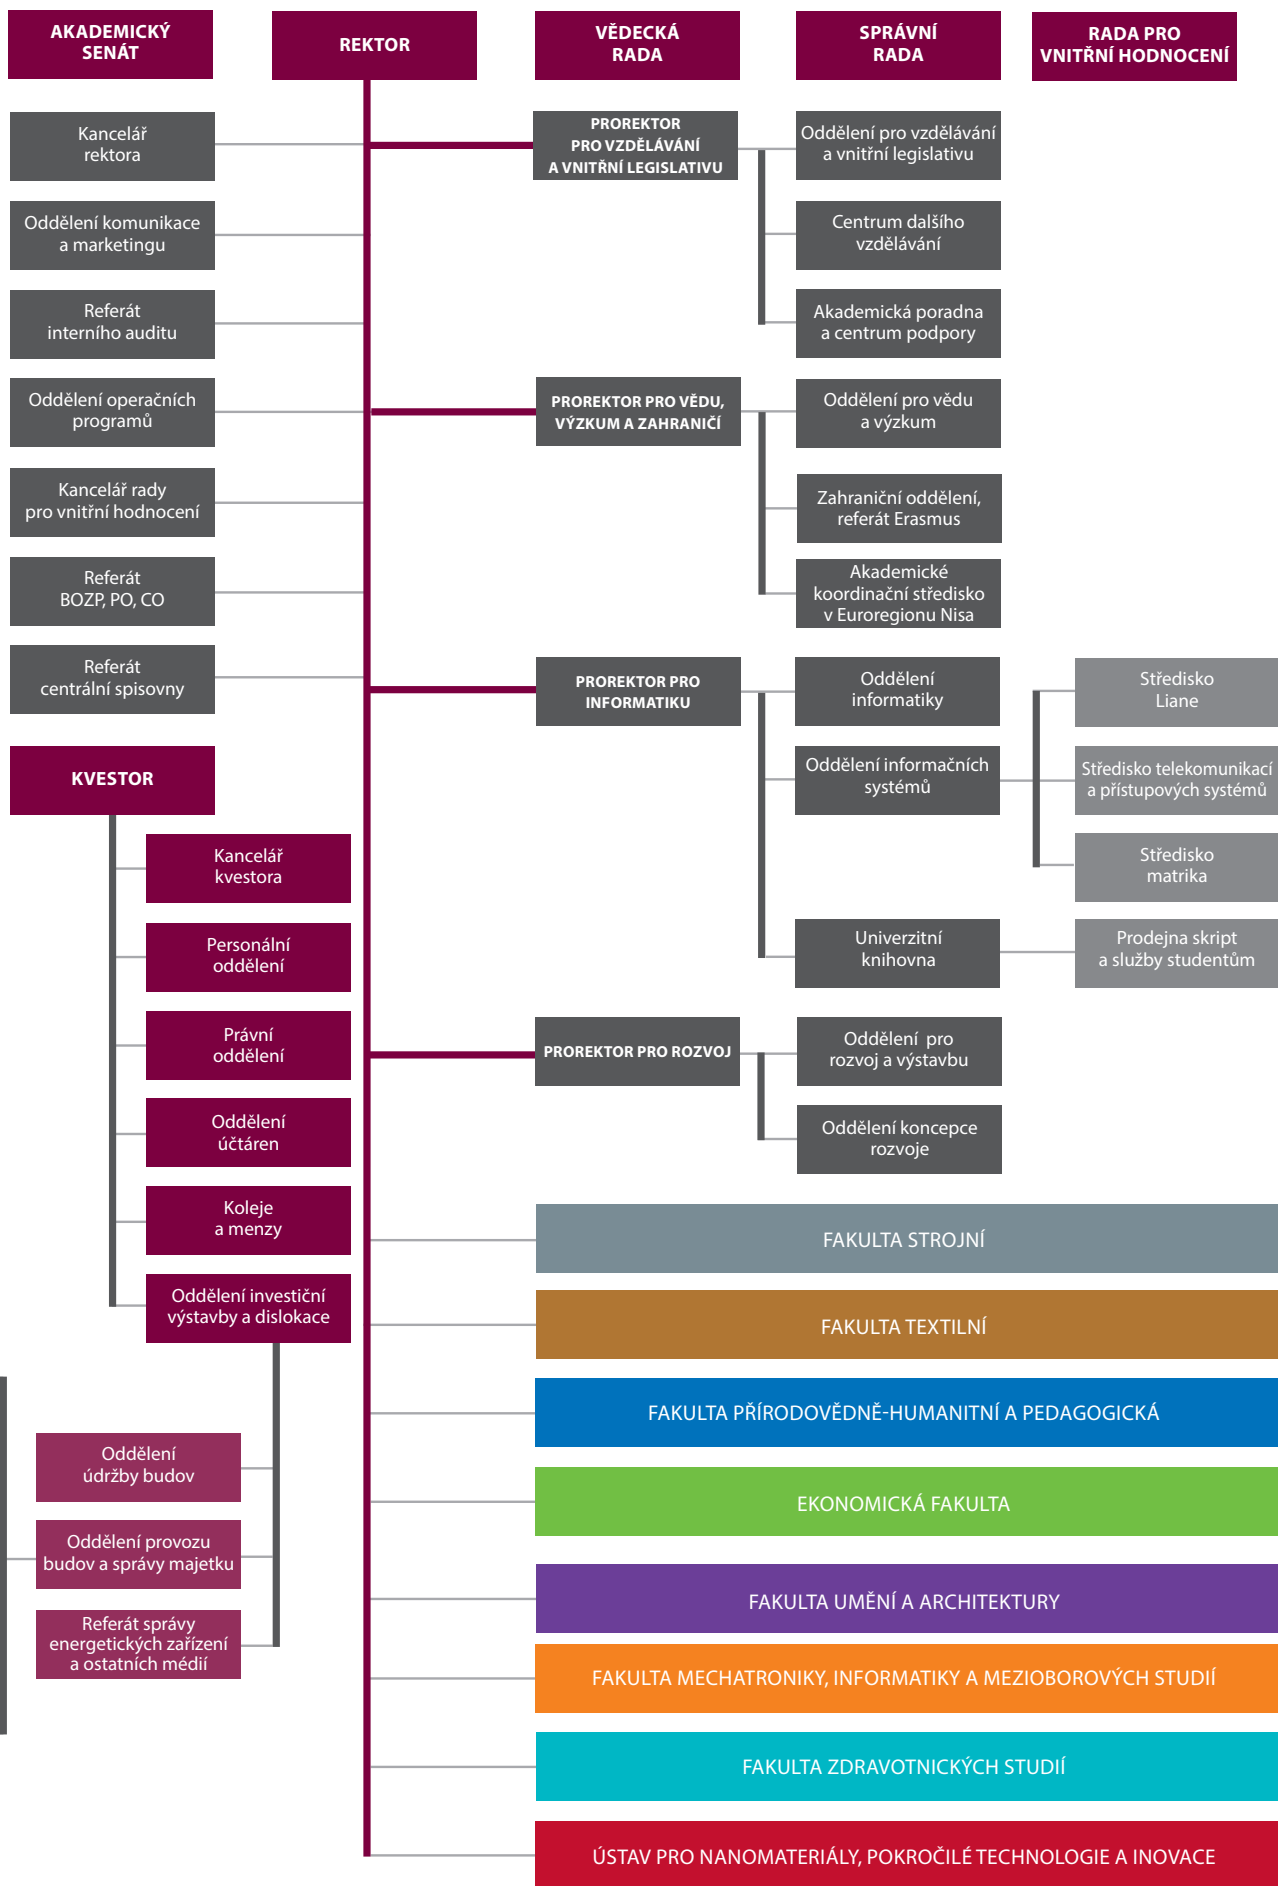 AKADEMICKÝ
SENÁT
REKTOR
VĚDECKÁ
RADA
SPRÁVNÍ
RADA
RADA PRO
VNITŘNÍ HODNOCENÍ
Kancelář
rektora
Oddělení komunikace
a marketingu
Referát
interního auditu
Oddělení operačních
programů
Kancelář rady
pro vnitřní hodnocení
Referát
BOZP, PO, CO
Referát
centrální spisovny
PROREKTOR
PRO VZDĚLÁVÁNÍ
A VNITŘNÍ LEGISLATIVU
Oddělení pro vzdělávání
a vnitřní legislativu
Centrum dalšího
vzdělávání
Akademická poradna
a centrum podpory
PROREKTOR PRO VĚDU,
VÝZKUM A ZAHRANIČÍ
Oddělení pro vědu
a výzkum
Zahraniční oddělení,
referát Erasmus
Akademické
koordinační středisko
v Euroregionu Nisa
PROREKTOR PRO
INFORMATIKU
Oddělení
informatiky
Oddělení informačních
systémů
Univerzitní
knihovna
Středisko
Liane
Středisko telekomunikací
a přístupových systémů
Středisko
matrika
Prodejna skript
a služby studentům
PROREKTOR PRO ROZVOJ
Oddělení pro
rozvoj a výstavbu
Oddělení koncepce
rozvoje
KVESTOR
Kancelář
kvestora
Personální
oddělení
Právní
oddělení
Oddělení
účtáren
Koleje
a menzy
Oddělení investiční
výstavby a dislokace
Oddělení
údržby budov
Oddělení provozu
budov a správy majetku
Referát správy
energetických zařízení
a ostatních médií
FAKULTA STROJNÍ
FAKULTA TEXTILNÍ
FAKULTA PŘÍRODOVĚDNĚ-HUMANITNÍ A PEDAGOGICKÁ
EKONOMICKÁ FAKULTA
FAKULTA UMĚNÍ A ARCHITEKTURY
FAKULTA MECHATRONIKY, INFORMATIKY A MEZIOBOROVÝCH STUDIÍ
FAKULTA ZDRAVOTNICKÝCH STUDIÍ
ÚSTAV PRO NANOMATERIÁLY, POKROČILÉ TECHNOLOGIE A INOVACE